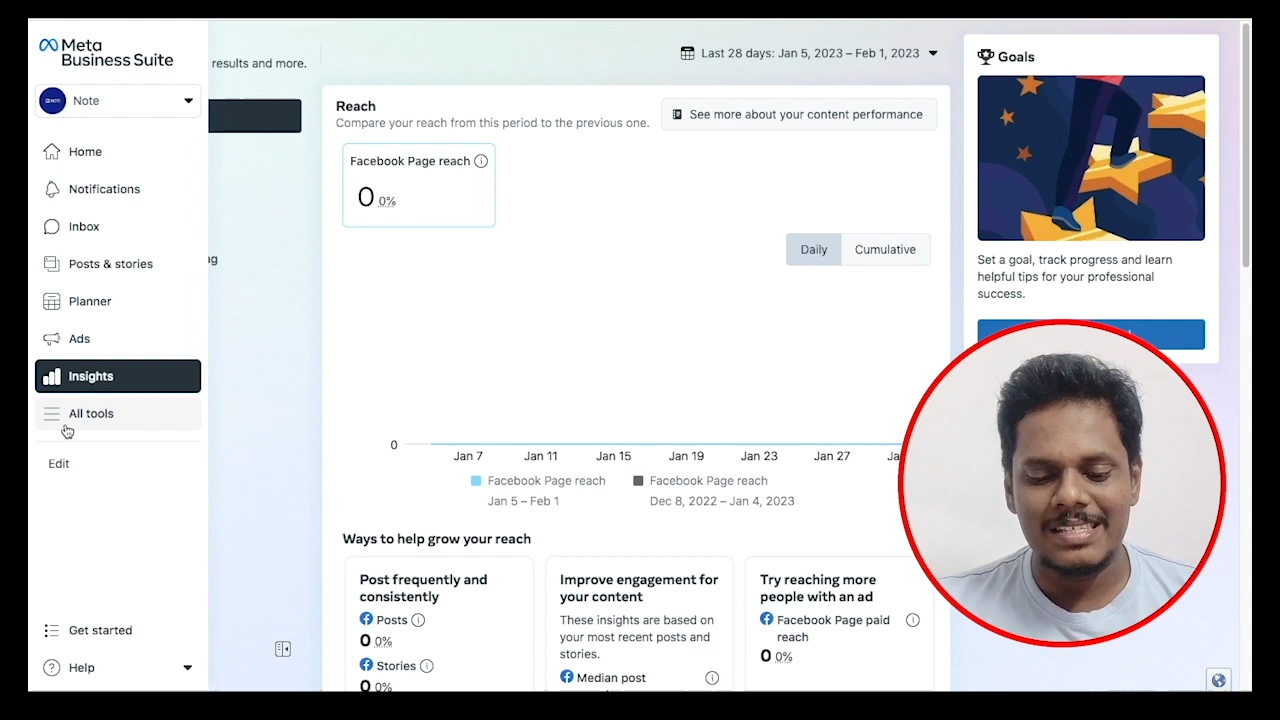 Meta
Business Suite
Note
Home
Notifications
Inbox
Posts & stories
Planner
Ads
Insights
All tools
Edit
Get started
Help
results and more.
Last 28 days: Jan 5, 2023 – Feb 1, 2023
Reach
Compare your reach from this period to the previous one.
See more about your content performance
Facebook Page reach
0 0%
Daily
Cumulative
0
Jan 7 Jan 11 Jan 15 Jan 19 Jan 23 Jan 27
Facebook Page reach
Jan 5 – Feb 1
Facebook Page reach
Dec 8, 2022 – Jan 4, 2023
Ways to help grow your reach
Post frequently and
consistently
Posts
0 0%
Stories
0 0%
Improve engagement for
your content
These insights are based on
your most recent posts and
stories.
Median post
Try reaching more
people with an ad
Facebook Page paid
reach
0 0%
Goals
Set a goal, track progress and learn
helpful tips for your professional
success.